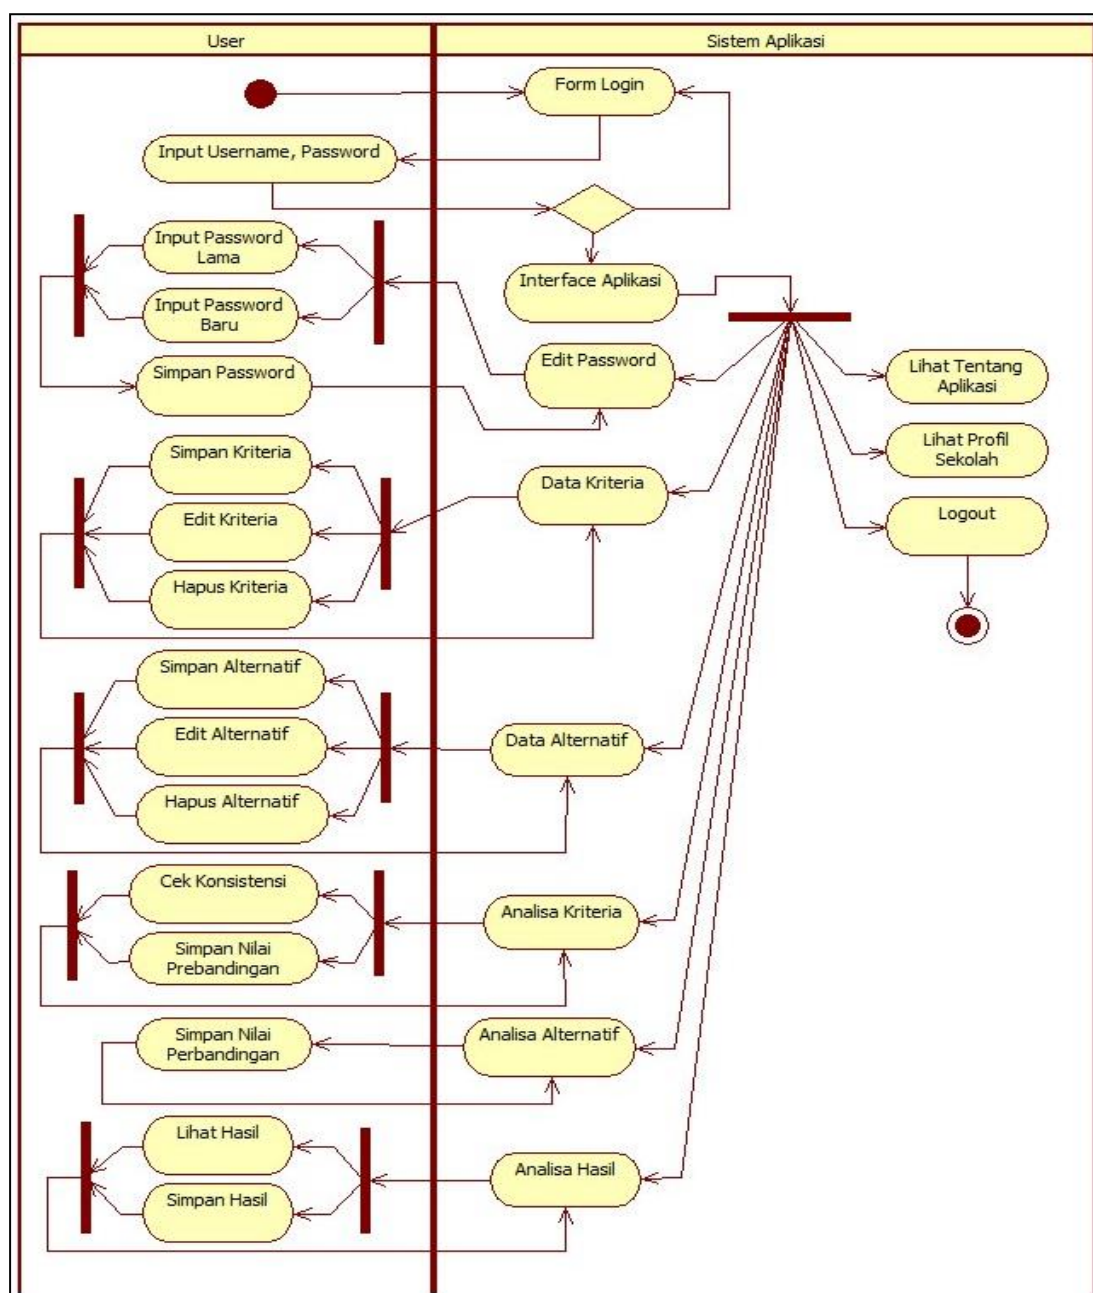 User
Sistem Aplikasi
Form Login
Input Username, Password
Input Password
Lama
Interface Aplikasi
Input Password
Baru
Edit Password
Lihat Tentang
Aplikasi
Simpan Password
Simpan Kriteria
Lihat Profil
Sekolah
Data Kriteria
Edit Kriteria
Logout
Hapus Kriteria
Simpan Alternatif
Edit Alternatif
Data Alternatif
Hapus Alternatif
Cek Konsistensi
Analisa Kriteria
Simpan Nilai
Prebandingan
Simpan Nilai
Perbandingan
Analisa Alternatif
Lihat Hasil
Analisa Hasil
Simpan Hasil